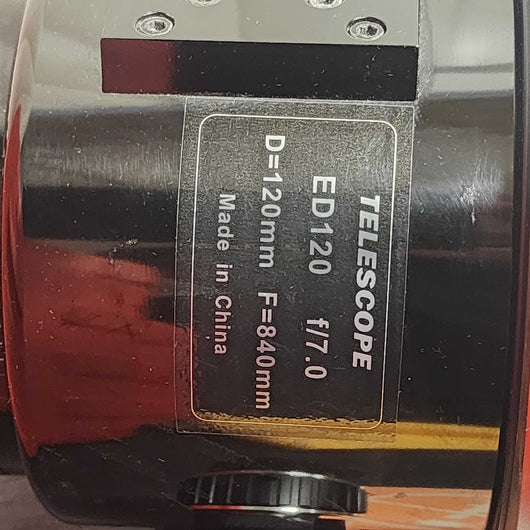 TELESCOPE
ED120 f/7.0
D=120mm F=840mm
Made in China